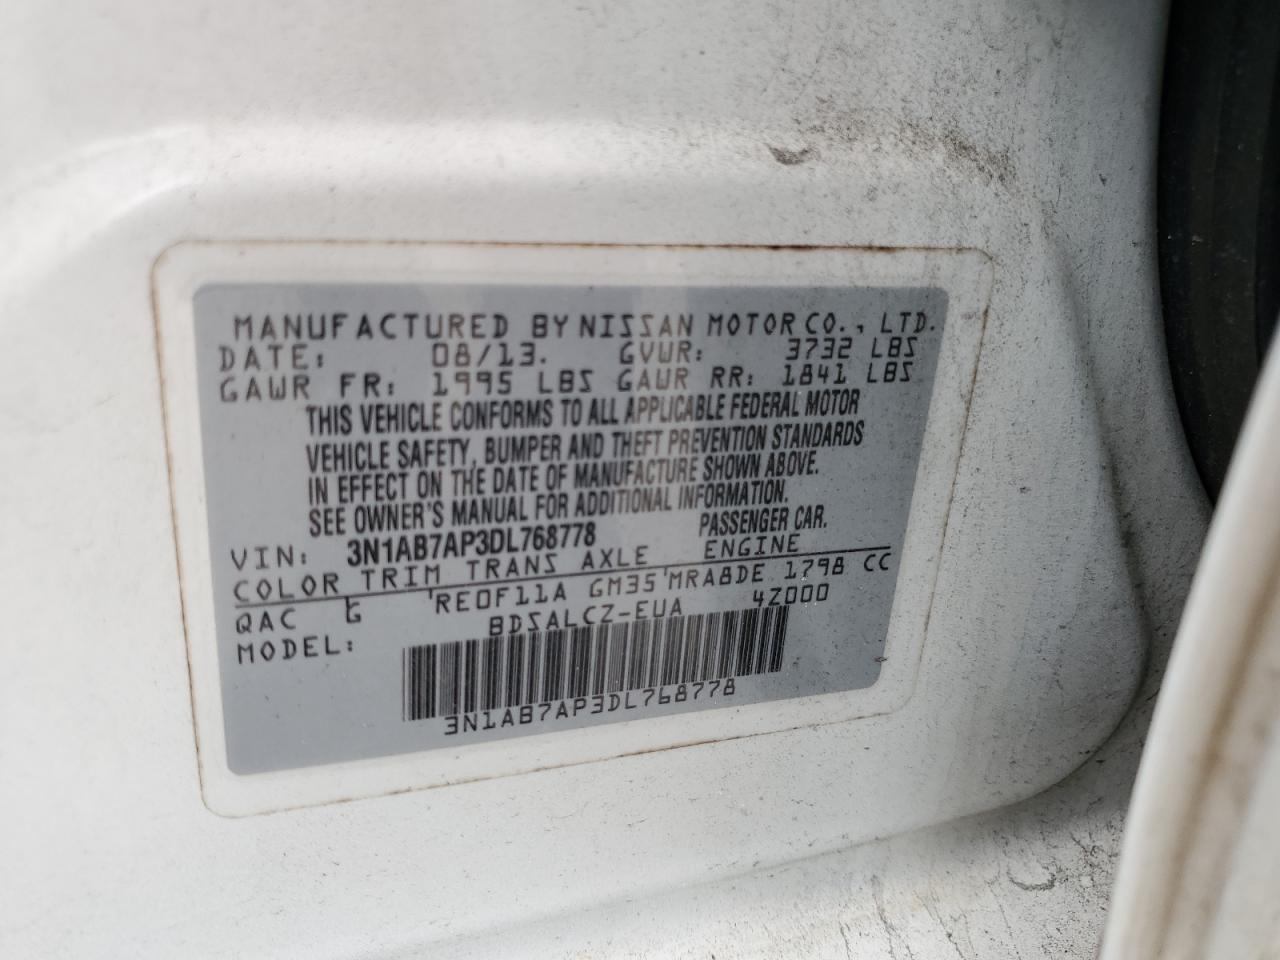 MANUFACTURED BY NISSAN MOTOR CO., LTD.
DATE: 08/13. GVWR: 3732 LBS
GAWR FR: 1995 LBS GAWR RR: 1841 LBS
THIS VEHICLE CONFORMS TO ALL APPLICABLE FEDERAL MOTOR
VEHICLE SAFETY, BUMPER AND THEFT PREVENTION STANDARDS
IN EFFECT ON THE DATE OF MANUFACTURE SHOWN ABOVE.
SEE OWNER'S MANUAL FOR ADDITIONAL INFORMATION.
VIN: 3N1AB7AP3DL768778 PASSENGER CAR.
COLOR TRIM TRANS AXLE ENGINE
QAC G RE0F11A GM35 MRA8DE 1798 CC
MODEL: BDSALCZ-EUA 4Z000
3N1AB7AP3DL768778